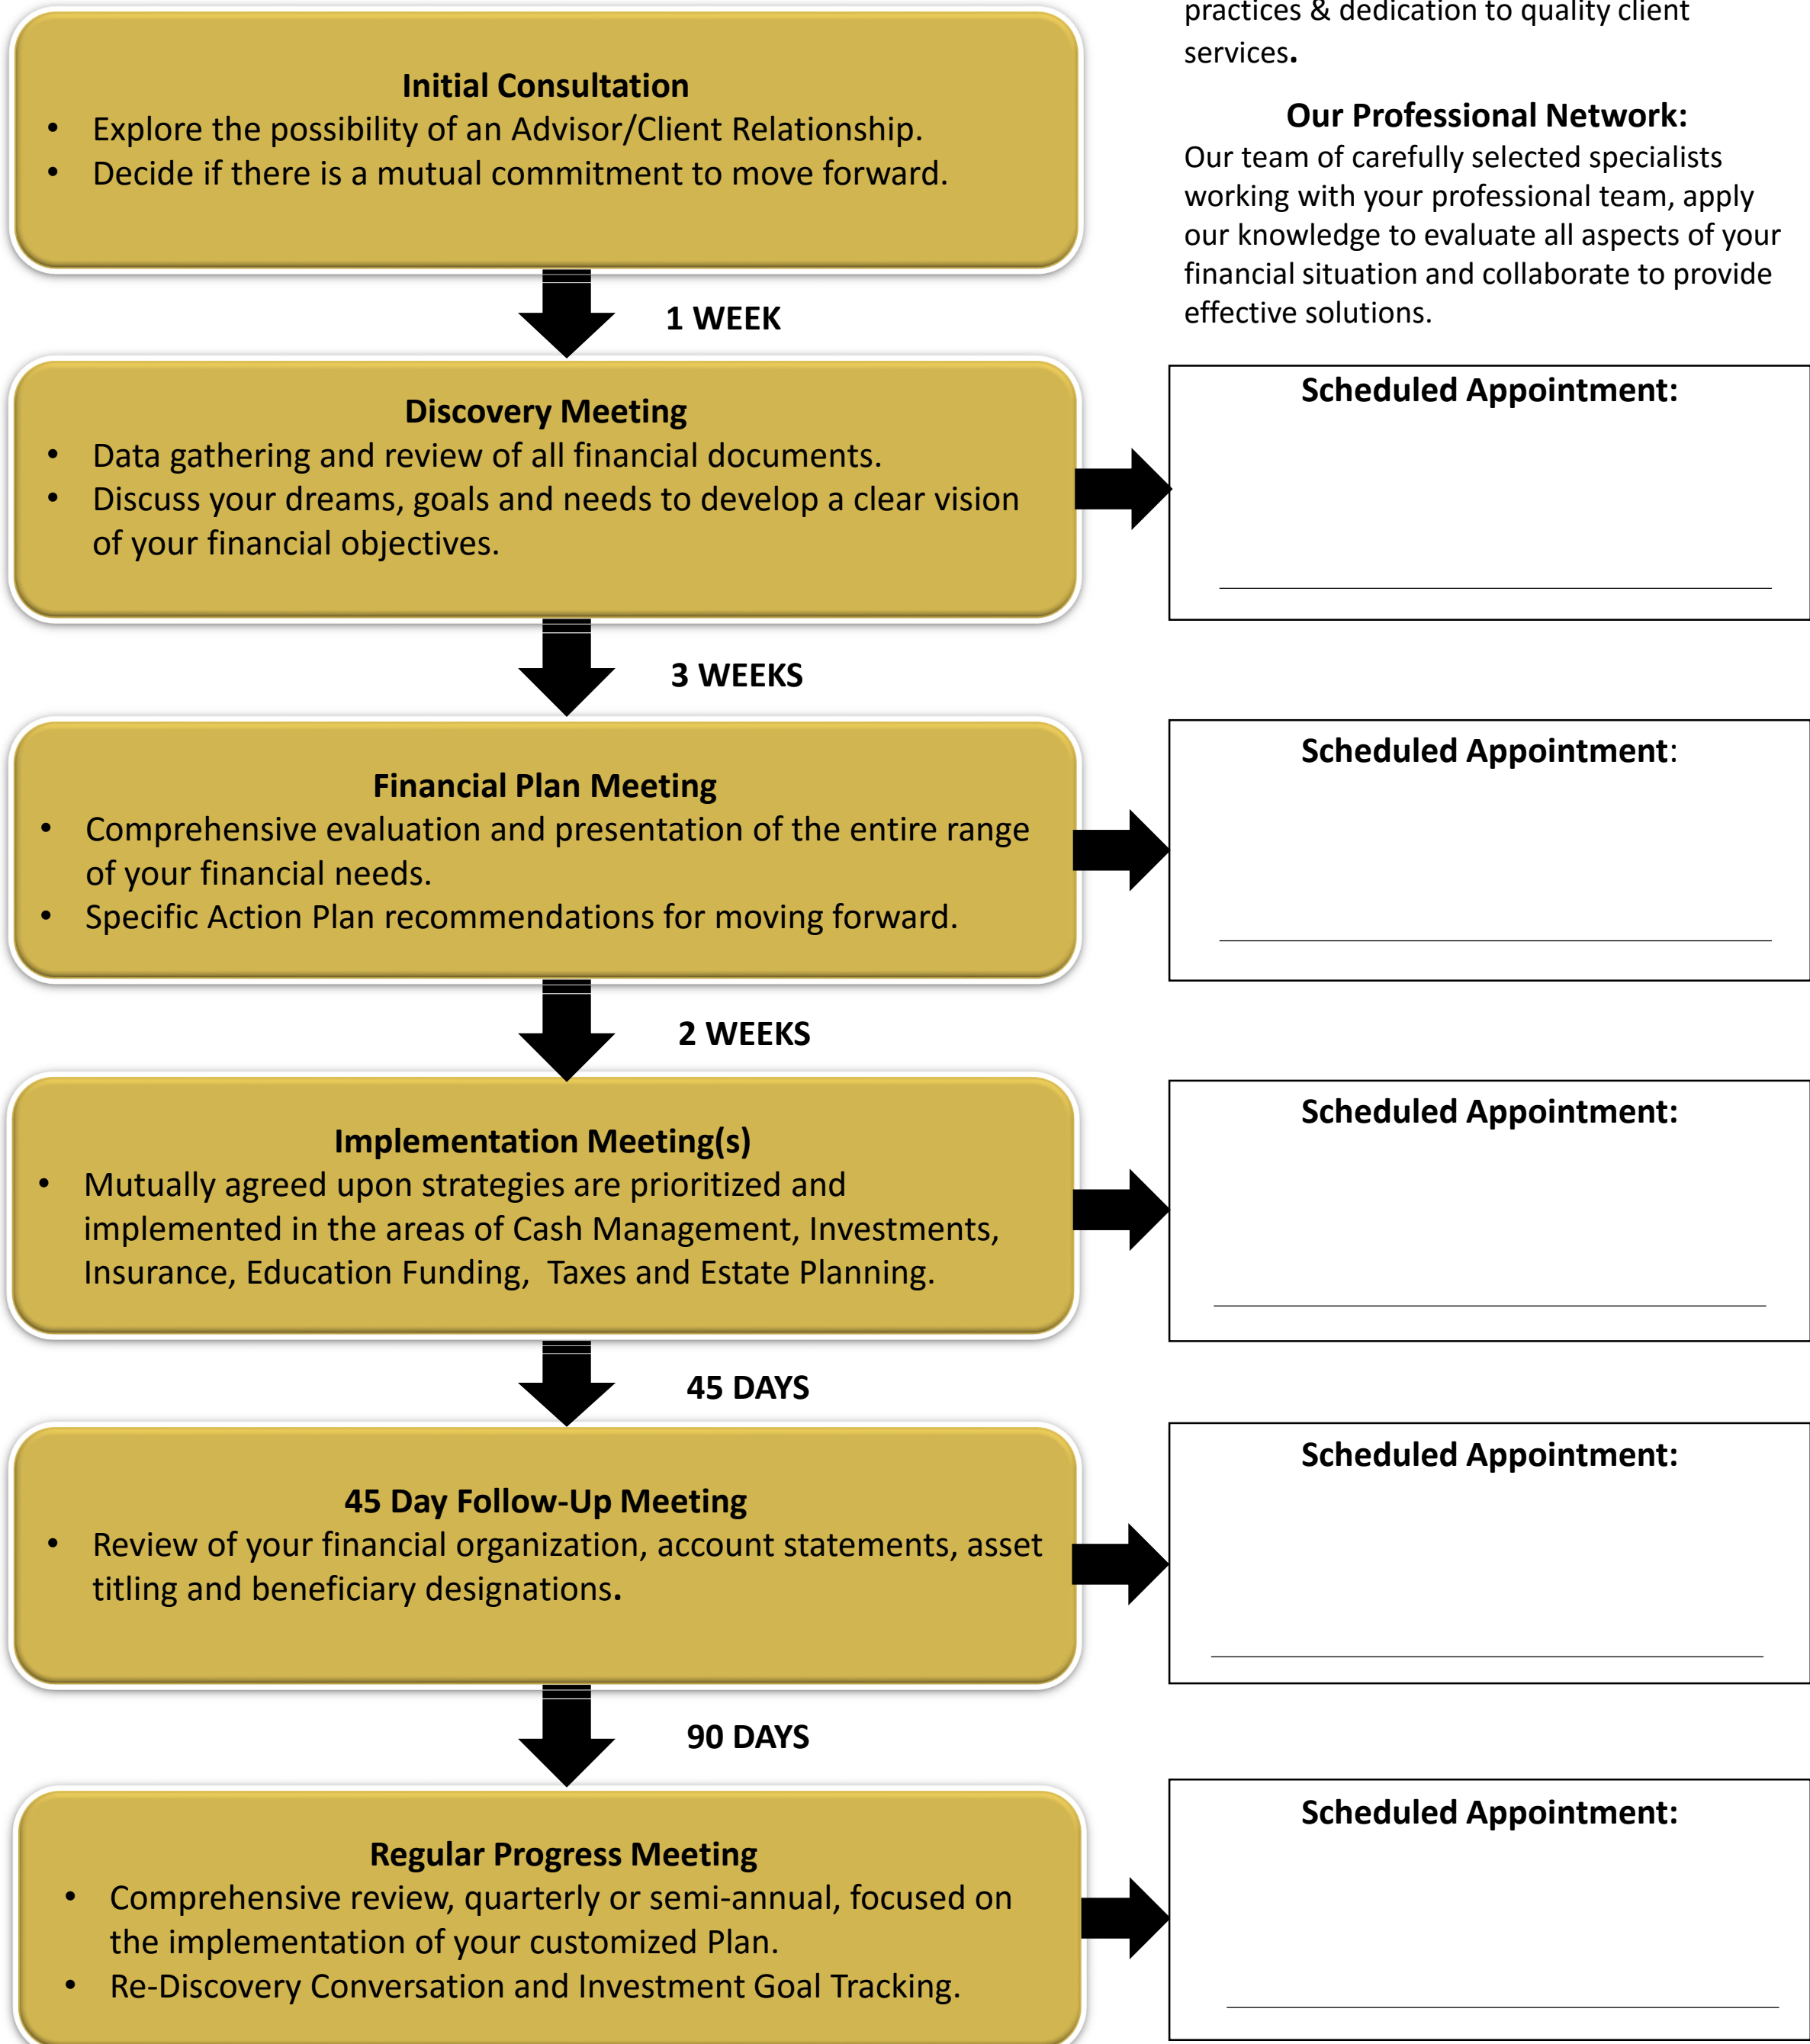 practices & dedication to quality client
services.
Our Professional Network:
Our team of carefully selected specialists
working with your professional team, apply
our knowledge to evaluate all aspects of your
financial situation and collaborate to provide
effective solutions.
Initial Consultation
• Explore the possibility of an Advisor/Client Relationship.
• Decide if there is a mutual commitment to move forward.
1 WEEK
Discovery Meeting
• Data gathering and review of all financial documents.
• Discuss your dreams, goals and needs to develop a clear vision
of your financial objectives.
Scheduled Appointment:
3 WEEKS
Financial Plan Meeting
• Comprehensive evaluation and presentation of the entire range
of your financial needs.
• Specific Action Plan recommendations for moving forward.
Scheduled Appointment:
2 WEEKS
Implementation Meeting(s)
• Mutually agreed upon strategies are prioritized and
implemented in the areas of Cash Management, Investments,
Insurance, Education Funding,  Taxes and Estate Planning.
Scheduled Appointment:
45 DAYS
45 Day Follow-Up Meeting
• Review of your financial organization, account statements, asset
titling and beneficiary designations.
Scheduled Appointment:
90 DAYS
Regular Progress Meeting
• Comprehensive review, quarterly or semi-annual, focused on
the implementation of your customized Plan.
• Re-Discovery Conversation and Investment Goal Tracking.
Scheduled Appointment: